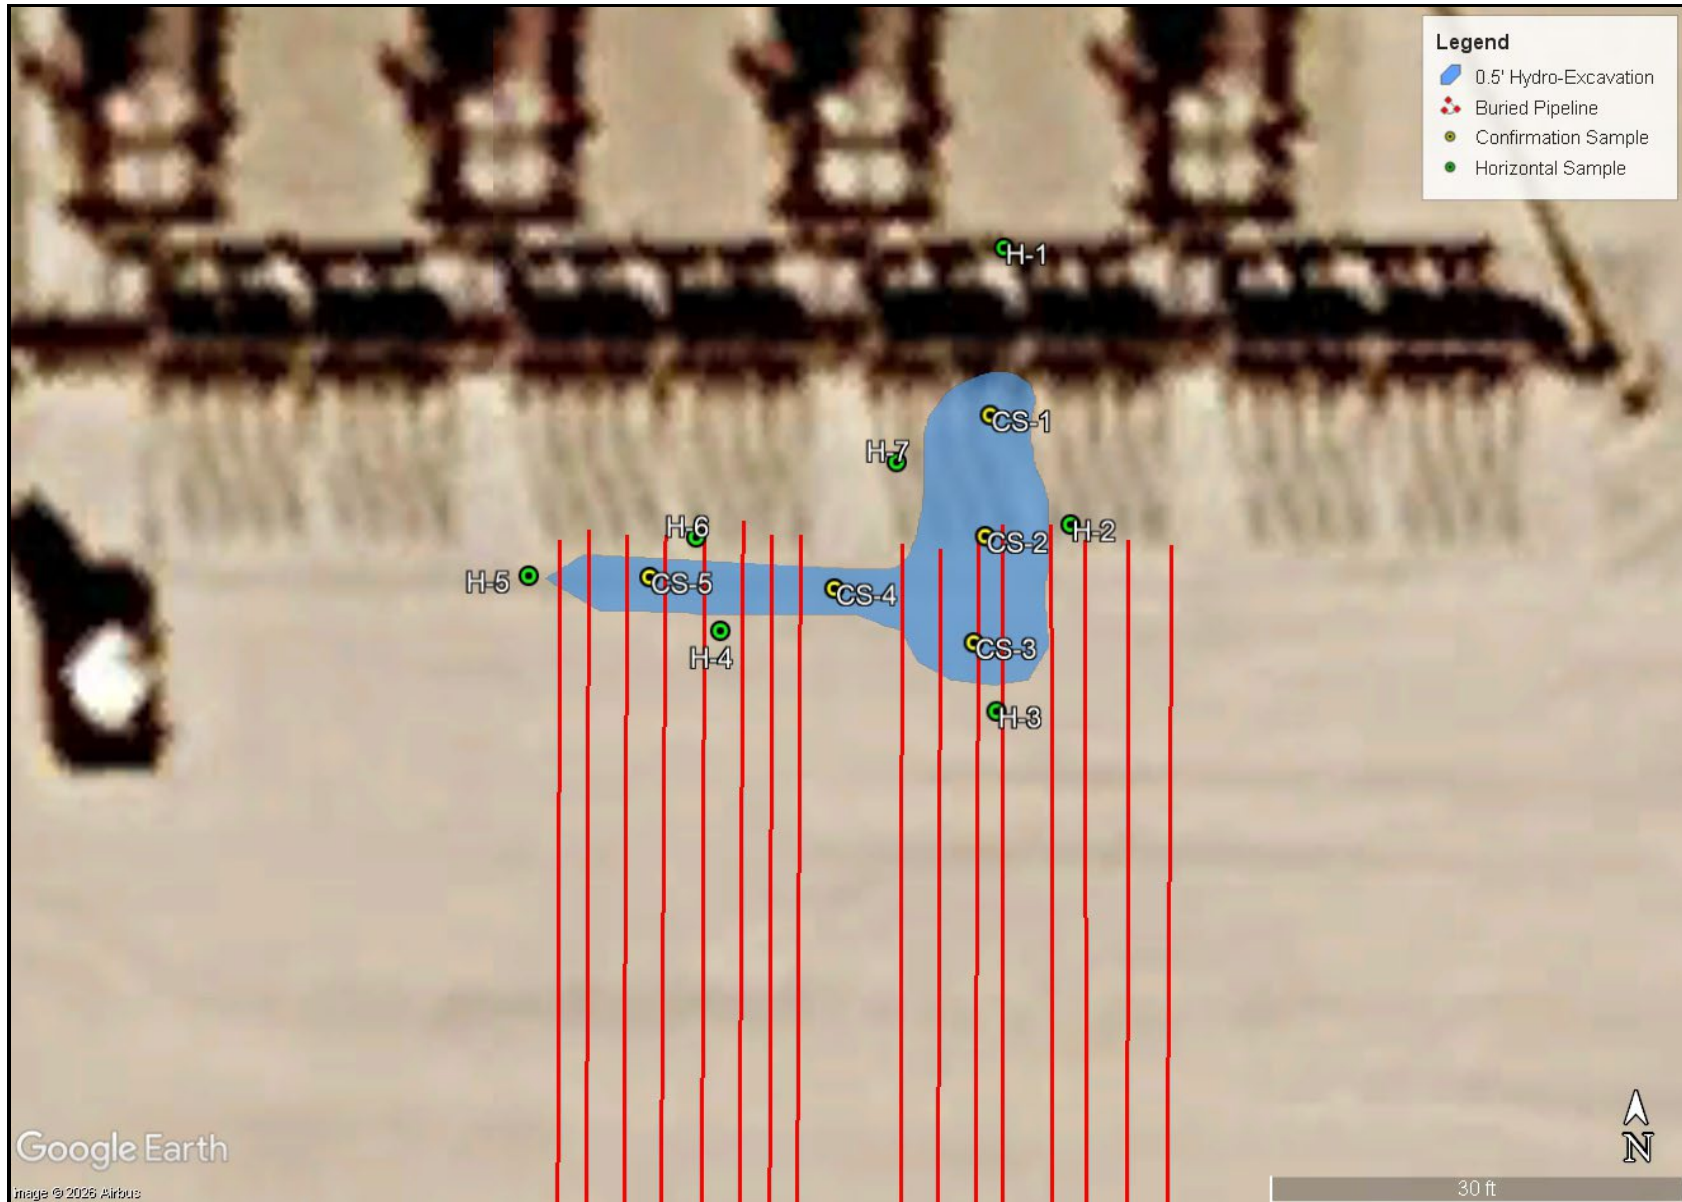 Legend
0.5' Hydro-Excavation
Buried Pipeline
Confirmation Sample
Horizontal Sample
H-1
CS-1
H-7
H-6
CS-2
H-2
H-5
CS-5
CS-4
H-4
CS-3
H-3
Google Earth
N
Image © 2026 Airbus
30 ft